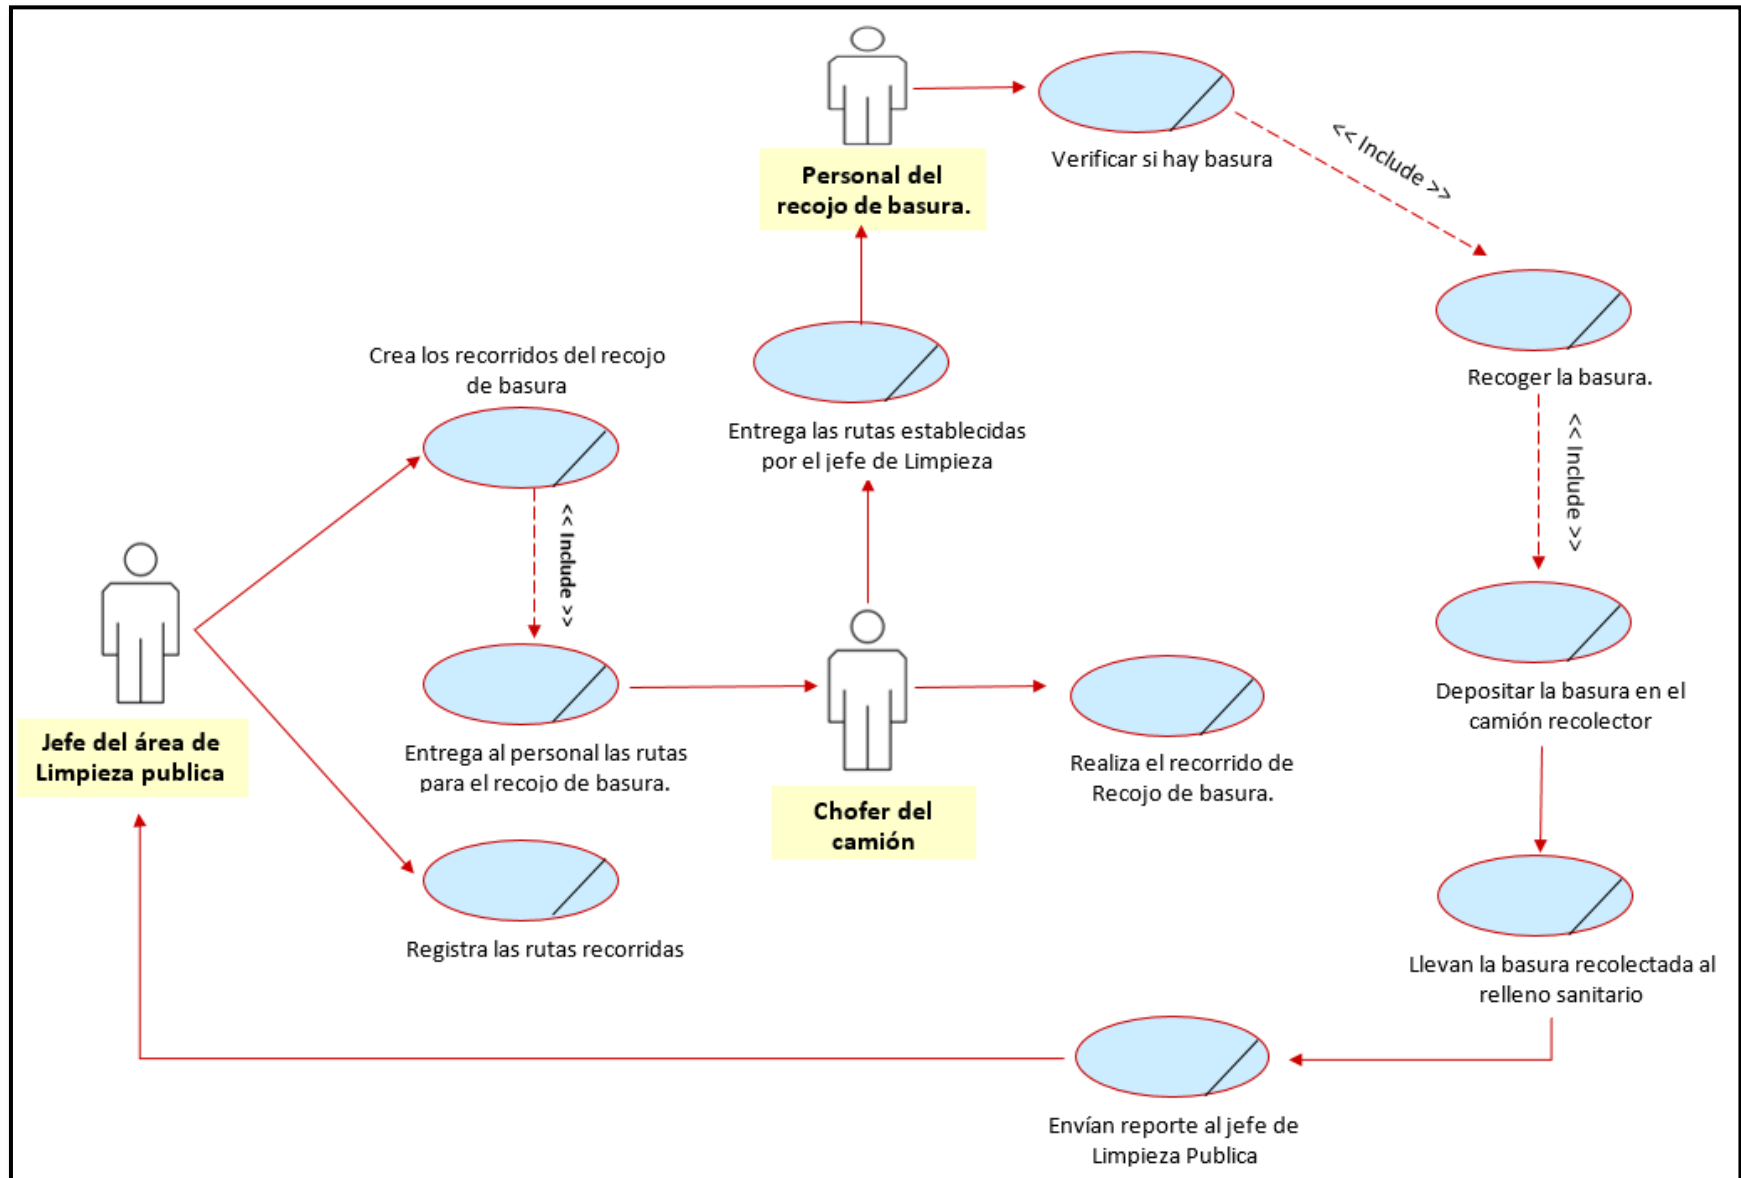 Personal del
recojo de basura.
Verificar si hay basura
<< Include >>
Recoger la basura.
<< Include >>
Crea los recorridos del recojo
de basura
<< Include >>
Entrega las rutas establecidas
por el jefe de Limpieza
Jefe del área de
Limpieza publica
Entrega al personal las rutas
para el recojo de basura.
Chofer del
camión
Realiza el recorrido de
Recojo de basura.
Depositar la basura en el
camión recolector
Registra las rutas recorridas
Llevan la basura recolectada al
relleno sanitario
Envían reporte al jefe de
Limpieza Publica